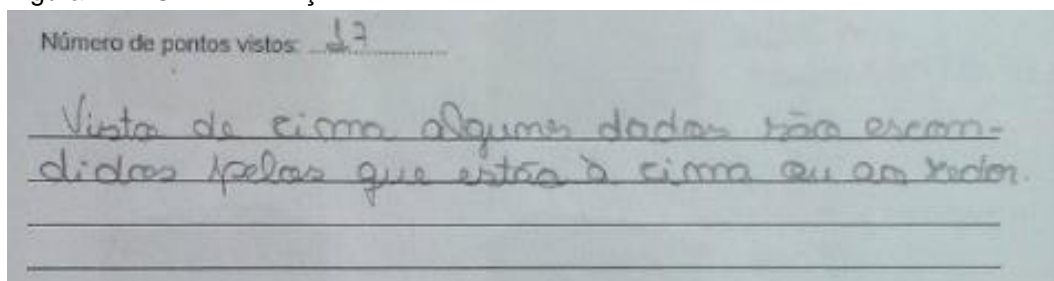 Número de pontos vistos: 17
Vista de cima algumas dados são escon-
didos pelos que estão à cima ou ao redor.